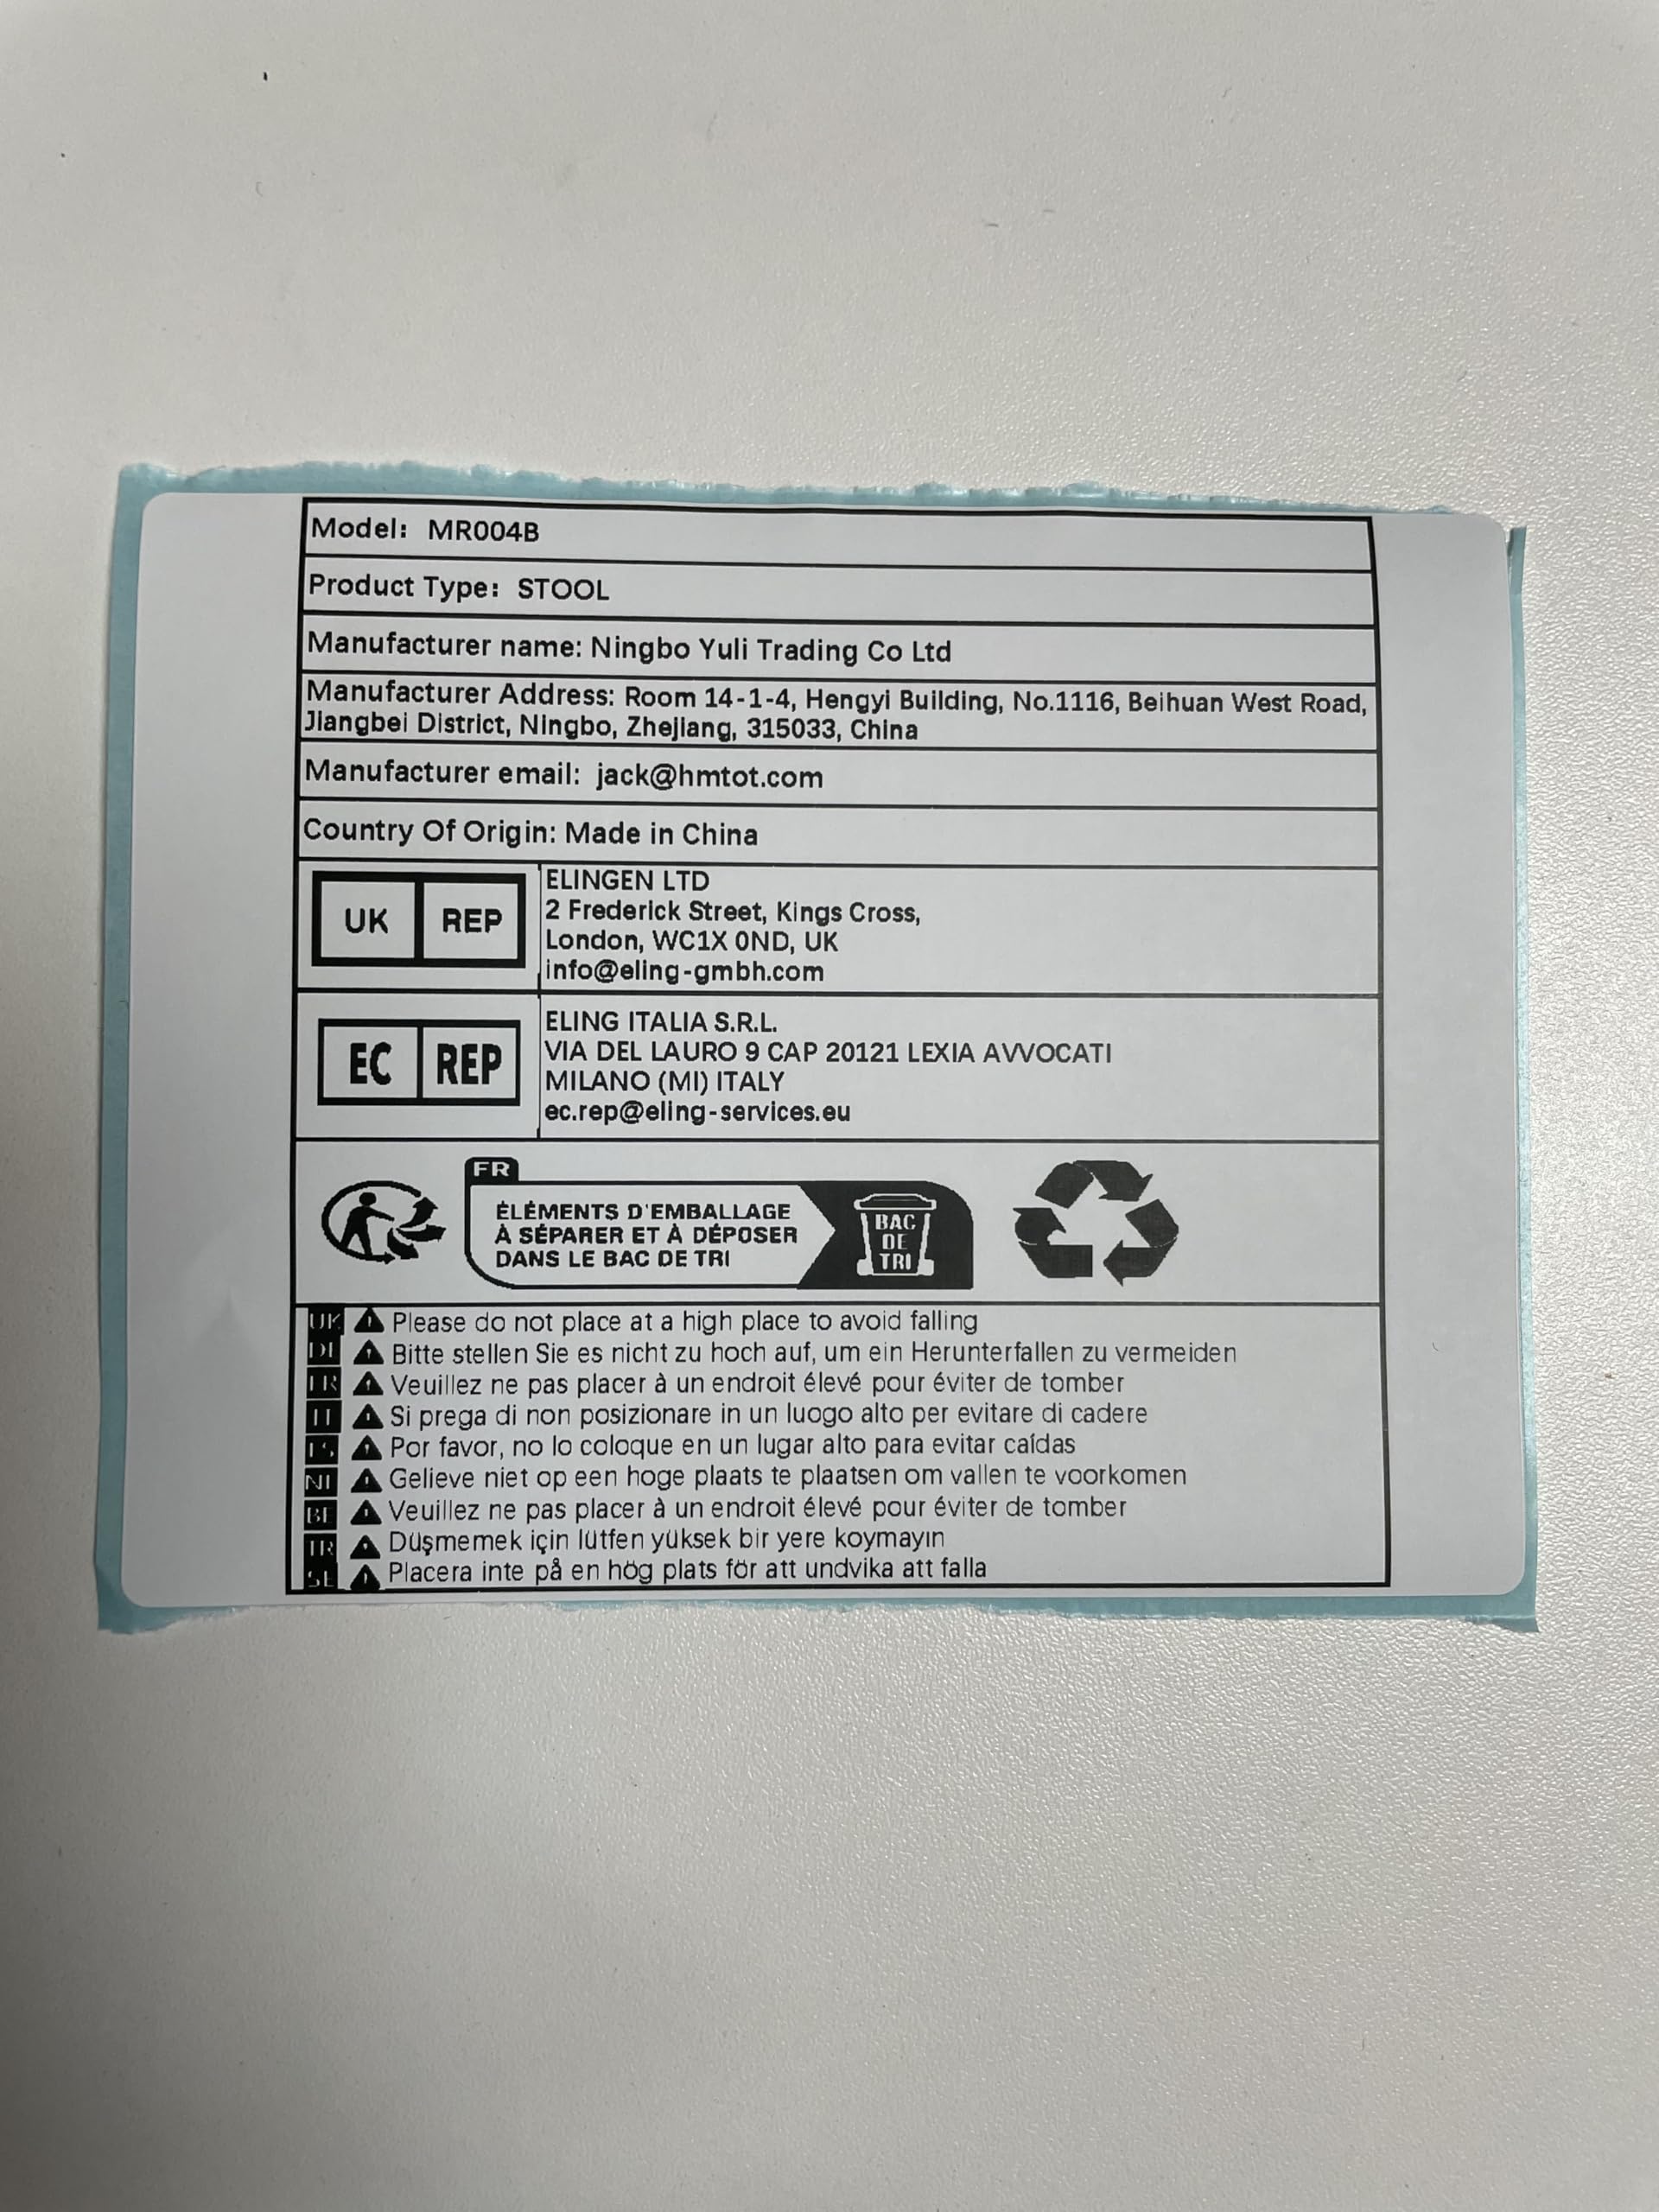 Model: MR004B
Product Type: STOOL
Manufacturer name: Ningbo Yuli Trading Co Ltd
Manufacturer Address: Room 14-1-4, Hengyi Building, No.1116, Beihuan West Road,
Jiangbei District, Ningbo, Zhejiang, 315033, China
Manufacturer email: jack@hmtot.com
Country Of Origin: Made in China
UK REP
ELINGEN LTD
2 Frederick Street, Kings Cross,
London, WC1X 0ND, UK
info@eling-gmbh.com
EC REP
ELING ITALIA S.R.L.
VIA DEL LAURO 9 CAP 20121 LEXIA AVVOCATI
MILANO (MI) ITALY
ec.rep@eling-services.eu
FR
ÉLÉMENTS D'EMBALLAGE
À SÉPARER ET À DÉPOSER
DANS LE BAC DE TRI
BAC
DE
TRI
UK Please do not place at a high place to avoid falling
DE Bitte stellen Sie es nicht zu hoch auf, um ein Herunterfallen zu vermeiden
FR Veuillez ne pas placer à un endroit élevé pour éviter de tomber
IT Si prega di non posizionare in un luogo alto per evitare di cadere
ES Por favor, no lo coloque en un lugar alto para evitar caídas
NL Gelieve niet op een hoge plaats te plaatsen om vallen te voorkomen
BE Veuillez ne pas placer à un endroit élevé pour éviter de tomber
TR Düşmemek için lütfen yüksek bir yere koymayın
SE Placera inte på en hög plats för att undvika att falla